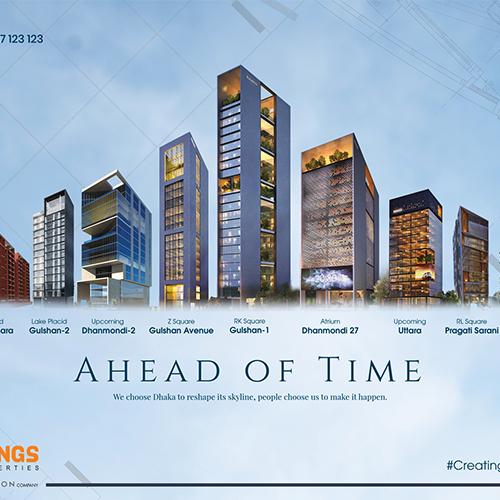 7 123 123
Lake Placid
Gulshan-2
Upcoming
Dhanmondi-2
Z Square
Gulshan Avenue
RK Square
Gulshan-1
Atrium
Dhanmondi 27
Upcoming
Uttara
RL Square
Pragati Sarani
AHEAD OF TIME
We choose Dhaka to reshape its skyline, people choose us to make it happen.
NGS
ERTIES
ON COMPANY
#Creating